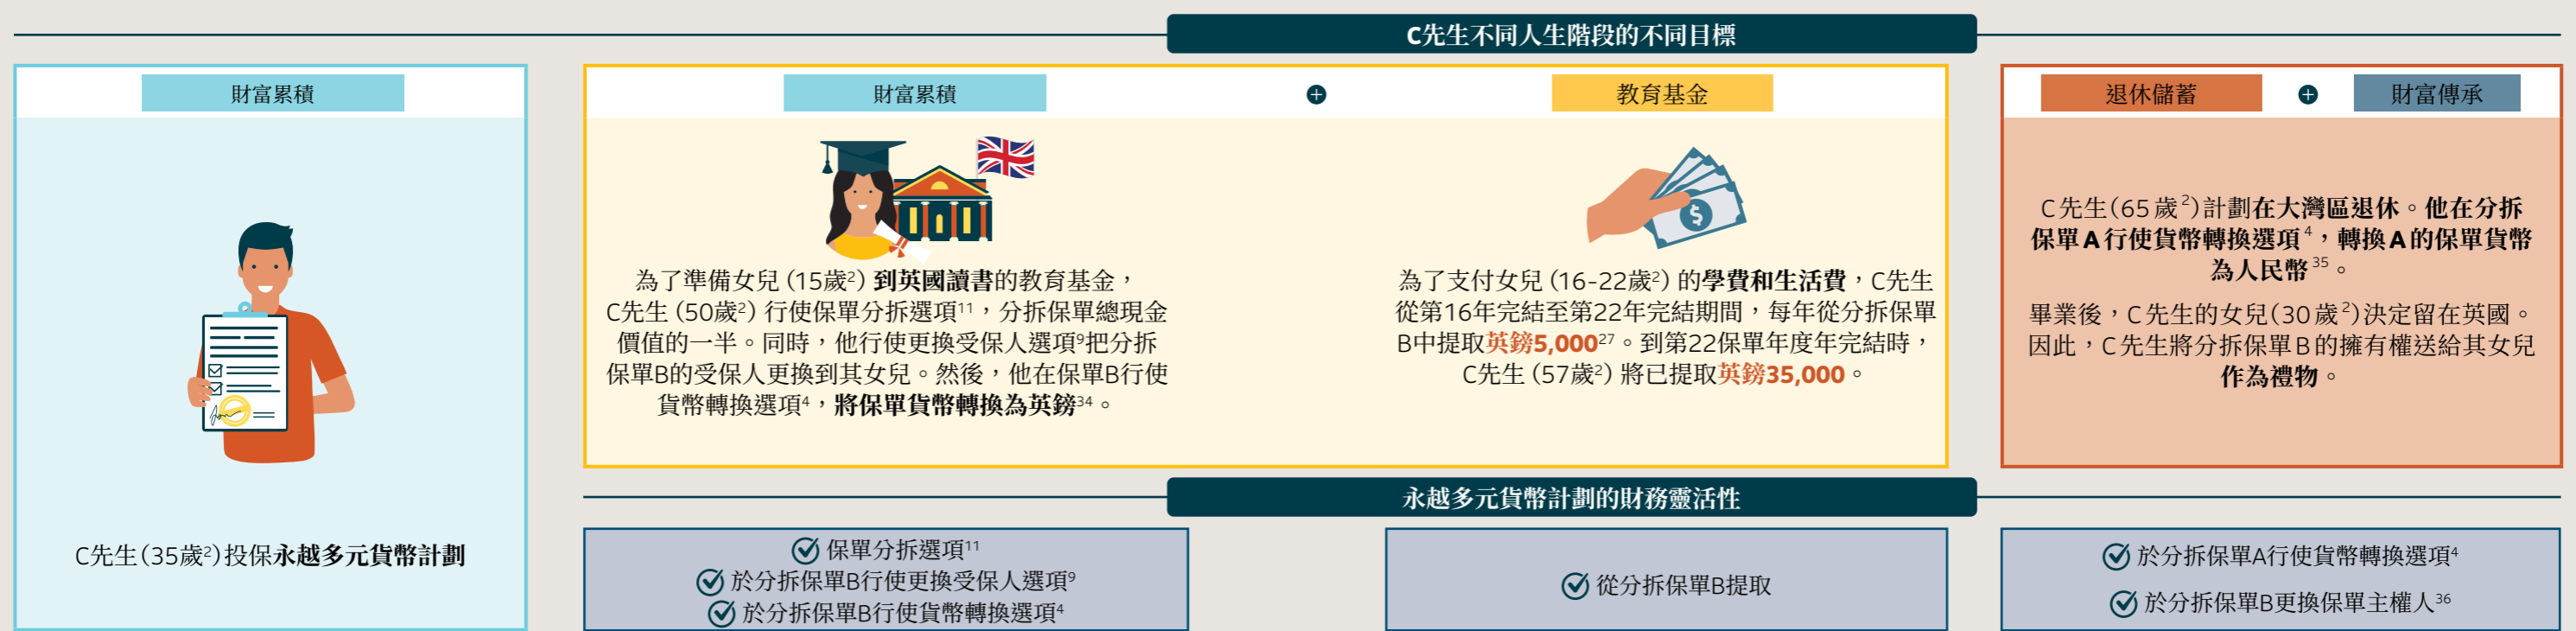 C先生不同人生階段的不同目標
財富累積
C先生(35歲²)投保永越多元貨幣計劃
財富累積
教育基金
為了準備女兒 (15歲²) 到英國讀書的教育基金，
C先生 (50歲²) 行使保單分拆選項¹¹，分拆保單總現金
價值的一半。同時，他行使更換受保人選項⁹把分拆
保單B的受保人更換到其女兒。然後，他在保單B行使
貨幣轉換選項⁴，將保單貨幣轉換為英鎊³⁴。
$
為了支付女兒 (16-22歲²) 的學費和生活費，C先生
從第16年完結至第22年完結期間，每年從分拆保單
B中提取英鎊5,000²⁷。到第22保單年度年完結時，
C先生 (57歲²) 將已提取英鎊35,000。
退休儲蓄
財富傳承
C先生(65歲²)計劃在大灣區退休。他在分拆
保單A行使貨幣轉換選項⁴，轉換A的保單貨幣
為人民幣³⁵。
畢業後，C先生的女兒(30歲²)決定留在英國。
因此，C先生將分拆保單B的擁有權送給其女兒
作為禮物。
永越多元貨幣計劃的財務靈活性
保單分拆選項¹¹
於分拆保單B行使更換受保人選項⁹
於分拆保單B行使貨幣轉換選項⁴
從分拆保單B提取
於分拆保單A行使貨幣轉換選項⁴
於分拆保單B更換保單主權人³⁶